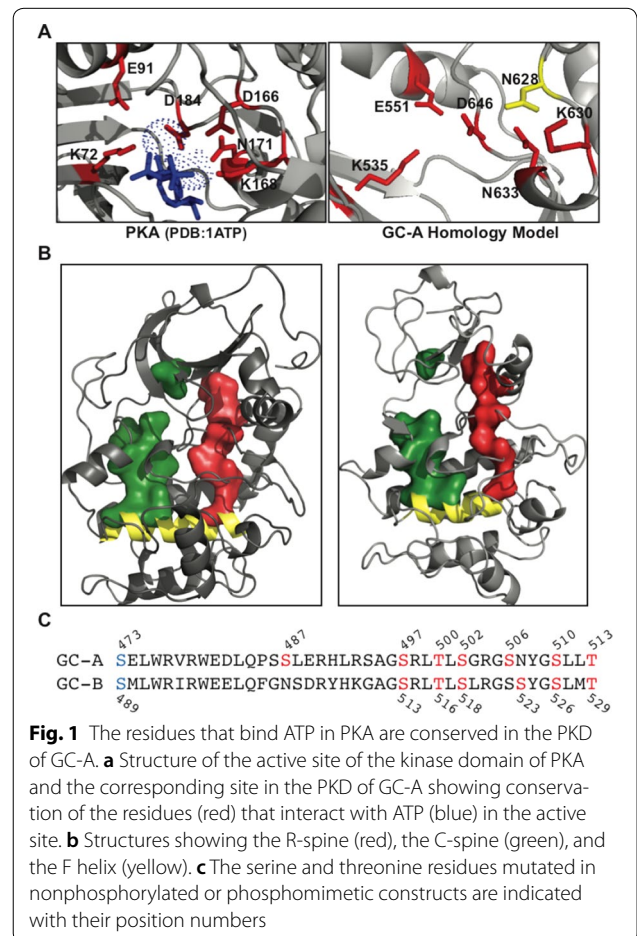 A
E91
D184
D166
K72
N171
K168
PKA (PDB:1ATP)
N628
E551
D646
K630
K535
N633
GC-A Homology Model
B
C
473 487 497 500 502 506 510 513
GC-A SELWRVRWEDLQPSSLERHLRSAGSRLTLSGRGSNYGSLLT
GC-B SMLWRIRWEELQFGNSDRYHKGAGSRLTLSLRGSSYGSLMT
489 513 516 518 523 526 529
Fig. 1 The residues that bind ATP in PKA are conserved in the PKD
of GC-A. a Structure of the active site of the kinase domain of PKA
and the corresponding site in the PKD of GC-A showing conserva-
tion of the residues (red) that interact with ATP (blue) in the active
site. b Structures showing the R-spine (red), the C-spine (green), and
the F helix (yellow). c The serine and threonine residues mutated in
nonphosphorylated or phosphomimetic constructs are indicated
with their position numbers